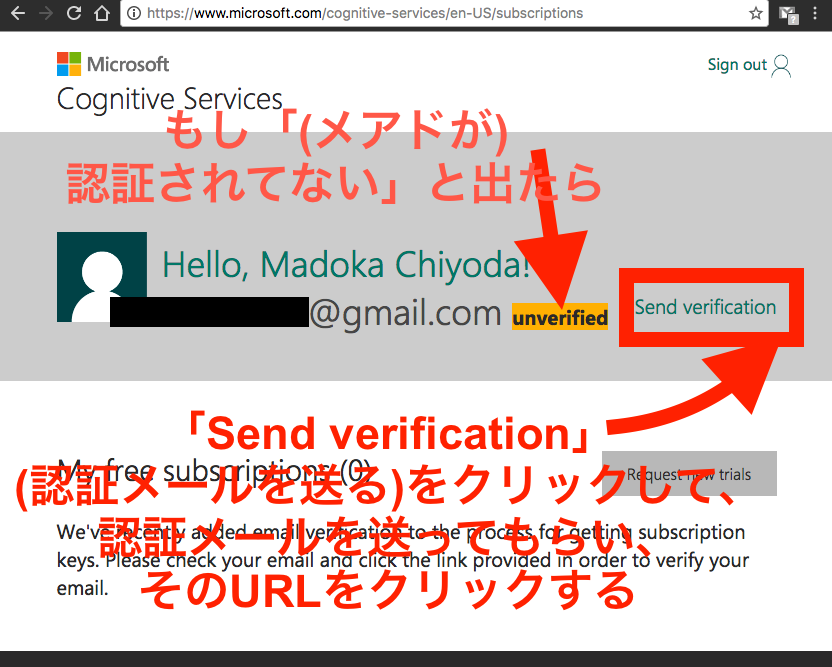 https://www.microsoft.com/cognitive-services/en-US/subscriptions
Microsoft
Sign out
Cognitive Services
もし「(メアドが)
認証されてない」と出たら
Hello, Madoka Chiyoda!
@gmail.com unverified Send verification
「Send verification」
My free subscriptions (0)
Request new trials
(認証メールを送る)をクリックして、
認証メールを送ってもらい、
We've recently added email verification to the process for getting subscription
keys. Please check your email and click the link provided in order to verify your
email.
そのURLをクリックする